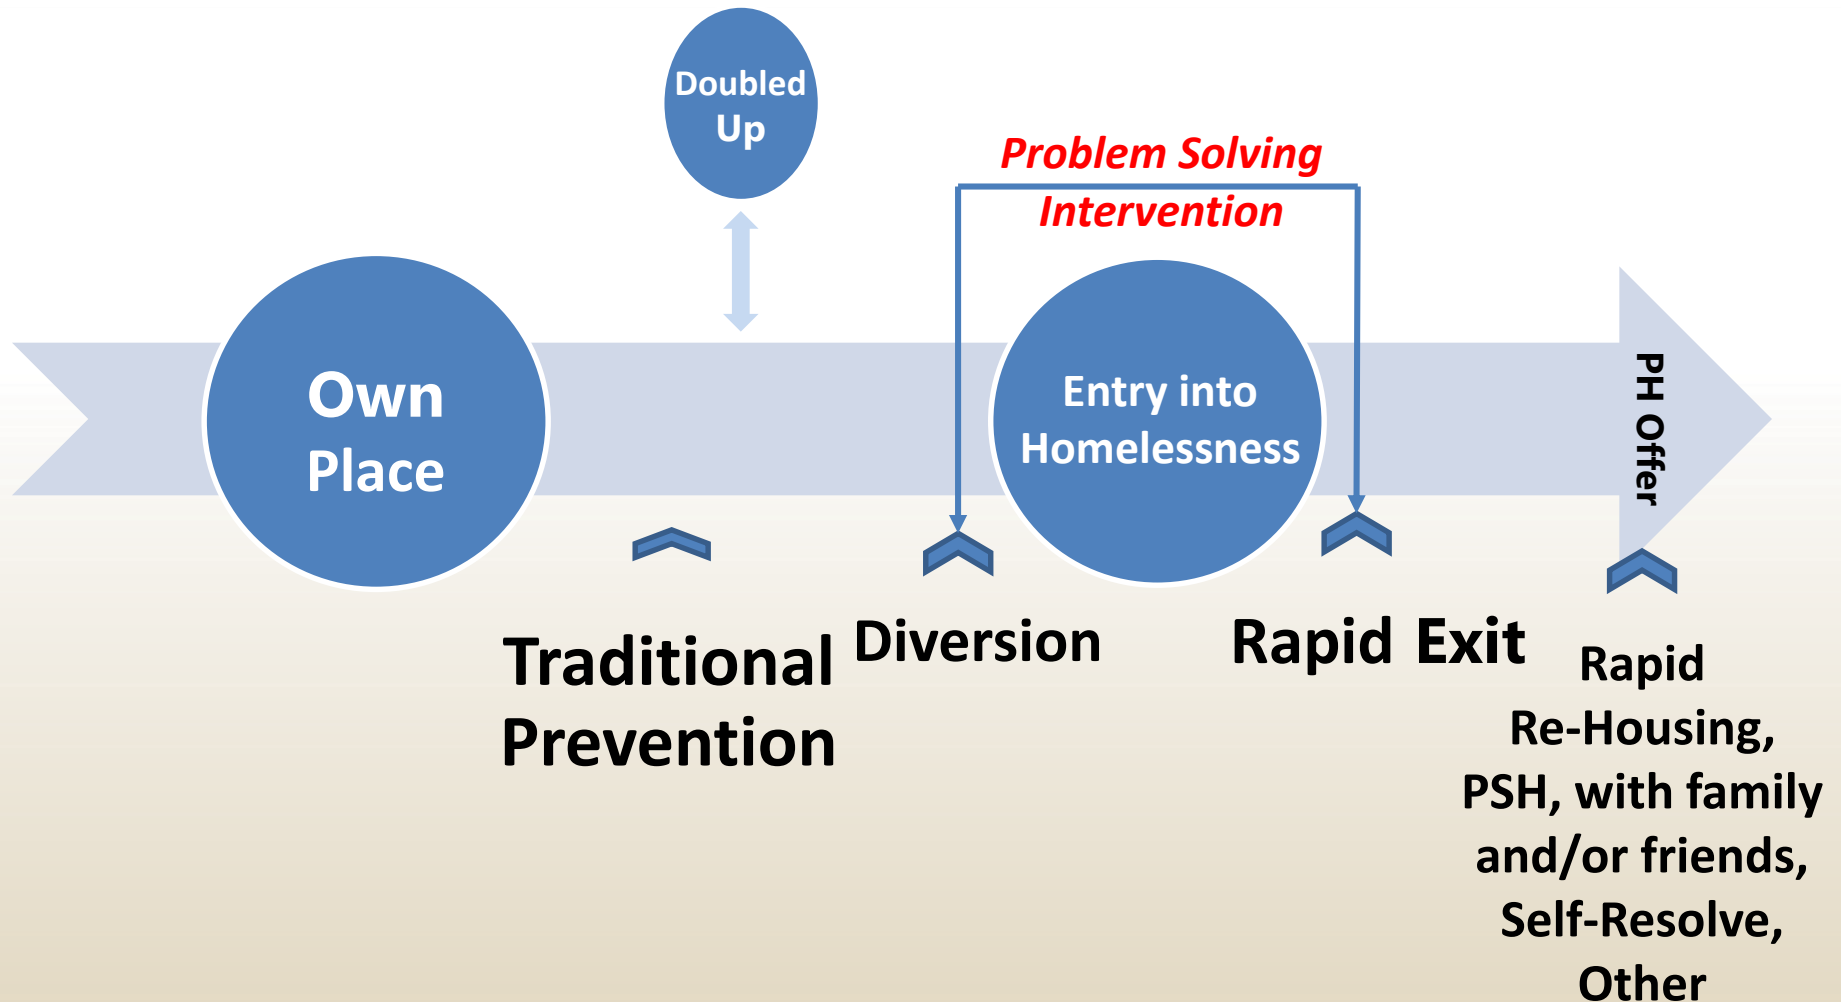 Doubled
Up
Problem Solving
Intervention
Own
Place
Entry into
Homelessness
PH Offer
Traditional
Prevention
Diversion
Rapid Exit
Rapid
Re-Housing,
PSH, with family
and/or friends,
Self-Resolve,
Other